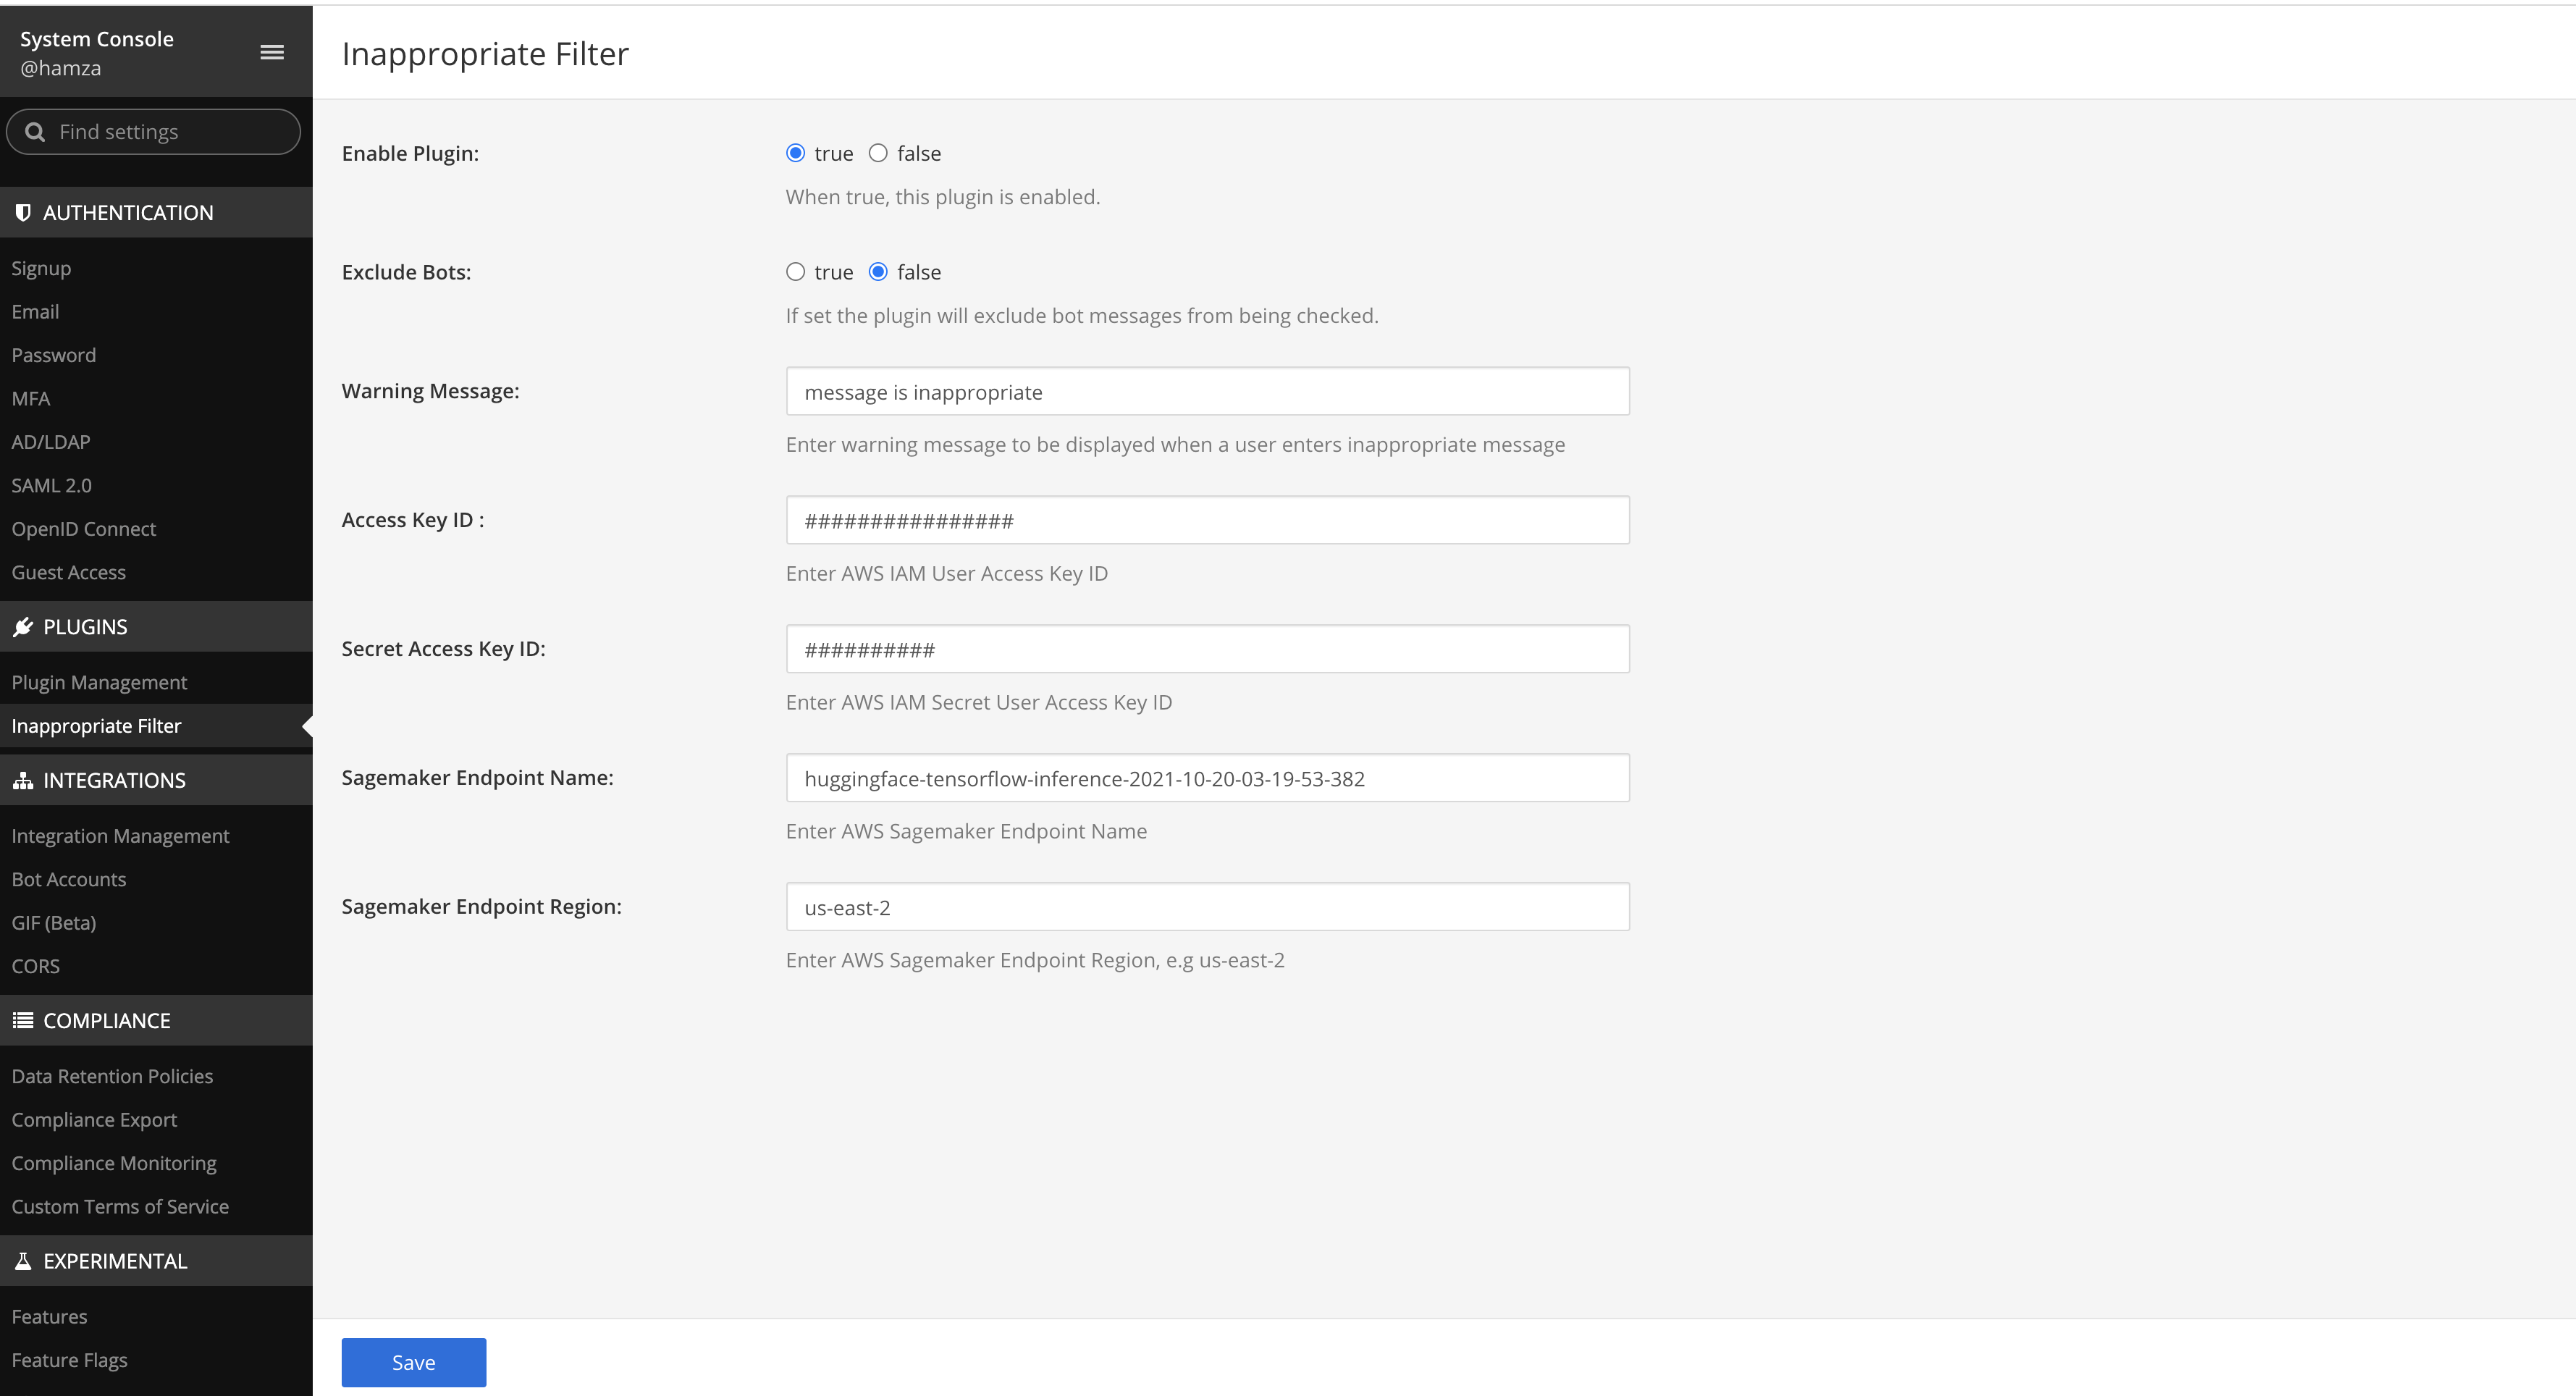 System Console
@hamza
Find settings
AUTHENTICATION
Signup
Email
Password
MFA
AD/LDAP
SAML 2.0
OpenID Connect
Guest Access
PLUGINS
Plugin Management
Inappropriate Filter
INTEGRATIONS
Integration Management
Bot Accounts
GIF (Beta)
CORS
COMPLIANCE
Data Retention Policies
Compliance Export
Compliance Monitoring
Custom Terms of Service
EXPERIMENTAL
Features
Feature Flags
Inappropriate Filter
Enable Plugin: true false
When true, this plugin is enabled.
Exclude Bots: true false
If set the plugin will exclude bot messages from being checked.
Warning Message: message is inappropriate
Enter warning message to be displayed when a user enters inappropriate message
Access Key ID : ################
Enter AWS IAM User Access Key ID
Secret Access Key ID: ##########
Enter AWS IAM Secret User Access Key ID
Sagemaker Endpoint Name: huggingface-tensorflow-inference-2021-10-20-03-19-53-382
Enter AWS Sagemaker Endpoint Name
Sagemaker Endpoint Region: us-east-2
Enter AWS Sagemaker Endpoint Region, e.g us-east-2
Save